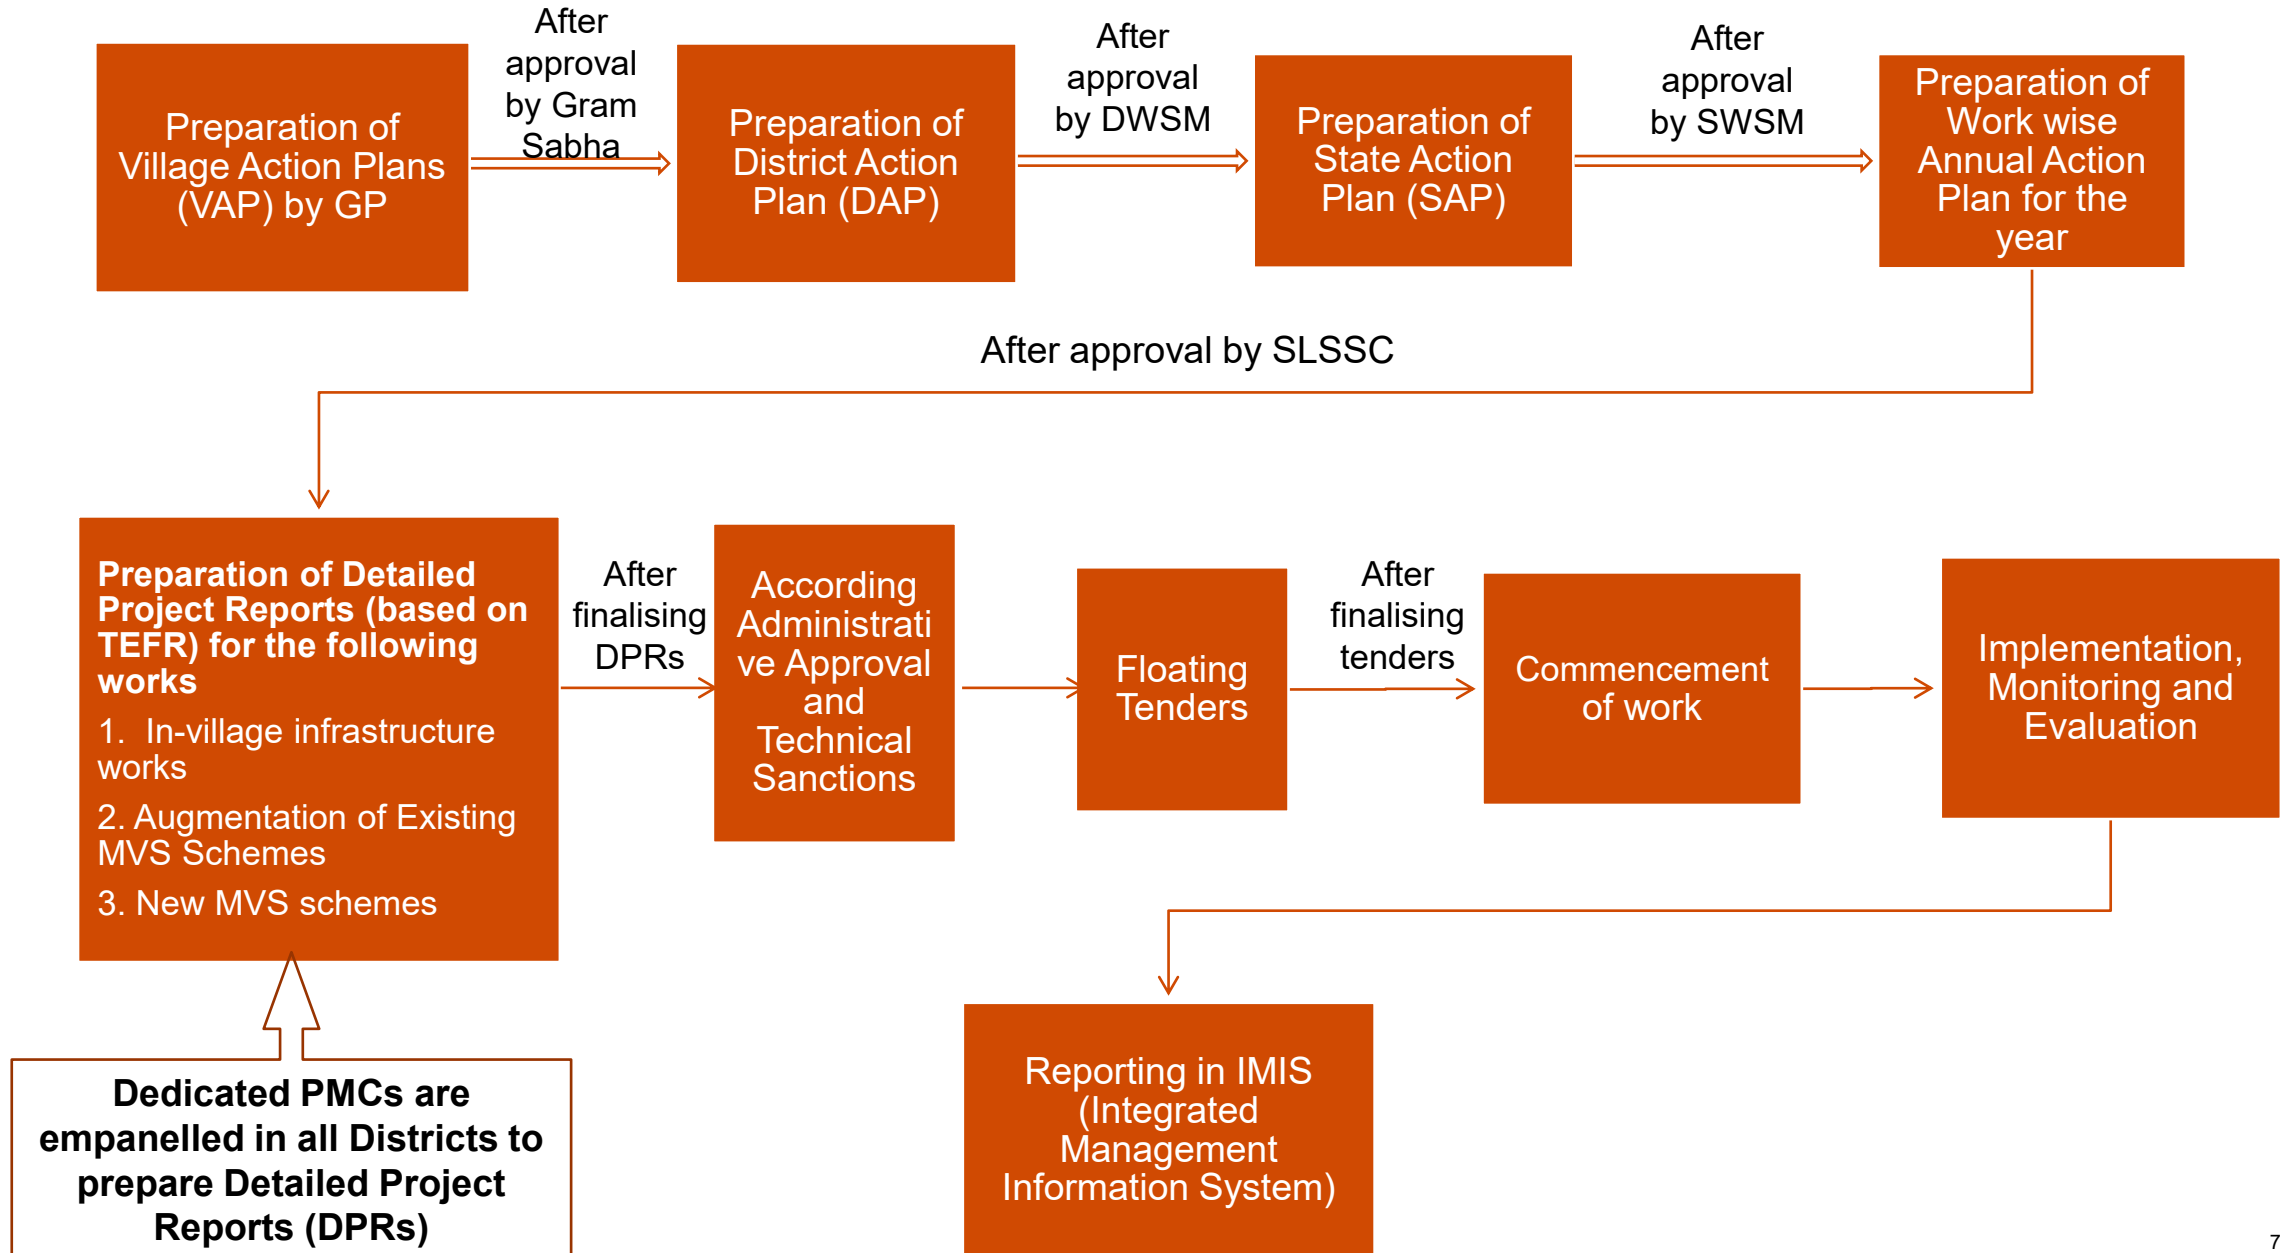 Preparation of
Village Action Plans
(VAP) by GP
After
approval
by Gram
Sabha
Preparation of
District Action
Plan (DAP)
After
approval
by DWSM
Preparation of
State Action
Plan (SAP)
After
approval
by SWSM
Preparation of
Work wise
Annual Action
Plan for the
year
After approval by SLSSC
Preparation of Detailed
Project Reports (based on
TEFR) for the following
works
1. In-village infrastructure
works
2. Augmentation of Existing
MVS Schemes
3. New MVS schemes
After
finalising
DPRs
According
Administrati
ve Approval
and
Technical
Sanctions
Floating
Tenders
After
finalising
tenders
Commencement
of work
Implementation,
Monitoring and
Evaluation
Dedicated PMCs are
empanelled in all Districts to
prepare Detailed Project
Reports (DPRs)
Reporting in IMIS
(Integrated
Management
Information System)
7